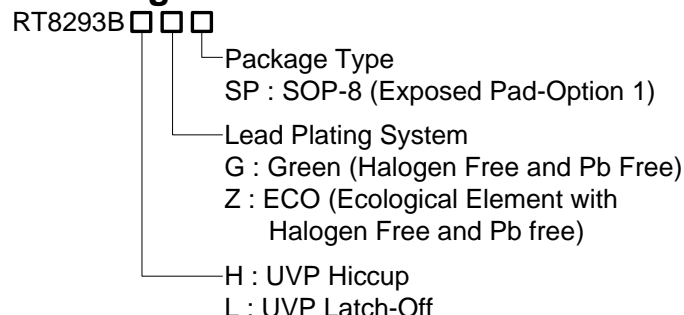 RT8293B
Package Type
SP : SOP-8 (Exposed Pad-Option 1)
Lead Plating System
G : Green (Halogen Free and Pb Free)
Z : ECO (Ecological Element with
Halogen Free and Pb free)
H : UVP Hiccup
L : UVP Latch-Off